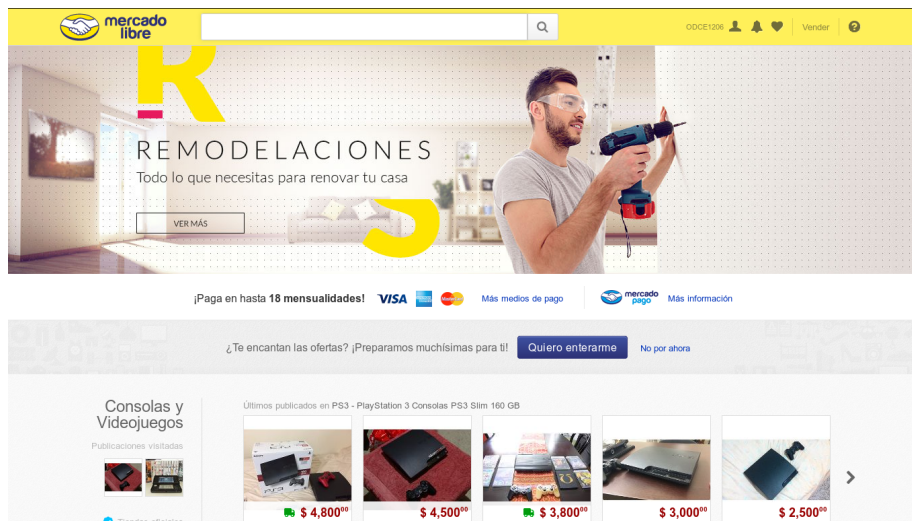 mercado
libre
ODCE1206
Vender
?
R
REMODELACIONES
Todo lo que necesitas para renovar tu casa
S
VER MÁS
¡Paga en hasta 18 mensualidades!
VISA
Más medios de pago
mercado
pago
Más información
¿Te encantan las ofertas? ¡Preparamos muchísimas para ti!
Quiero enterarme
No por ahora
Consolas y
Videojuegos
Publicaciones visitadas
Últimos publicados en PS3 - PlayStation 3 Consolas PS3 Slim 160 GB
PS3
$ 4,80000
$ 4,50000
$ 3,80000
$ 3,00000
$ 2,50000